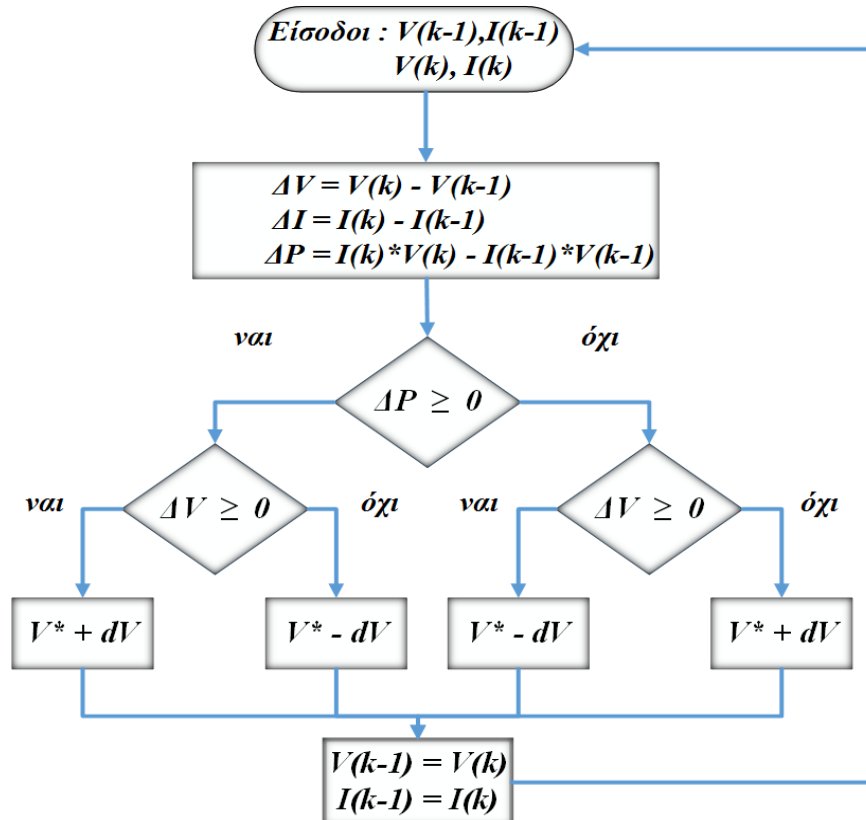 Είσοδοι : V(k-1),I(k-1)
V(k), I(k)
ΔV = V(k) - V(k-1)
ΔI = I(k) - I(k-1)
ΔP = I(k)*V(k) - I(k-1)*V(k-1)
ναι
όχι
ΔP ≥ 0
ναι
ΔV ≥ 0
όχι
ναι
ΔV ≥ 0
όχι
V* + dV
V* - dV
V* - dV
V* + dV
V(k-1) = V(k)
I(k-1) = I(k)